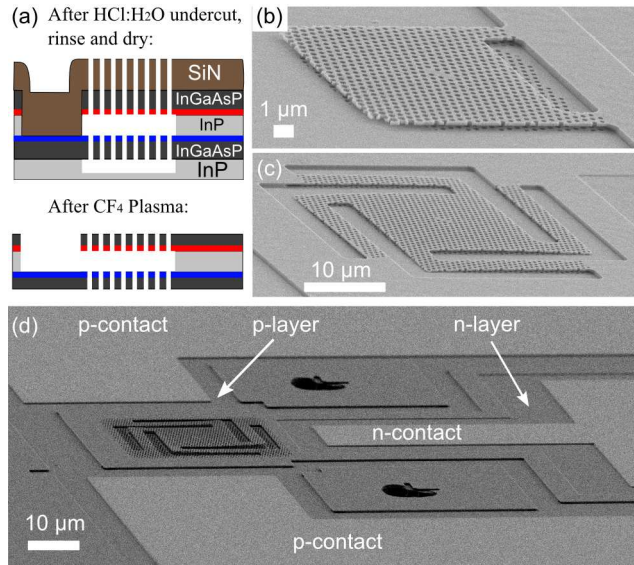 (a) After HCl:H2O undercut,
rinse and dry:
SiN
InGaAsP
InP
InGaAsP
InP
After CF4 Plasma:
(b)
1 μm
(c)
10 μm
(d)
p-contact
p-layer
n-layer
n-contact
10 μm
p-contact